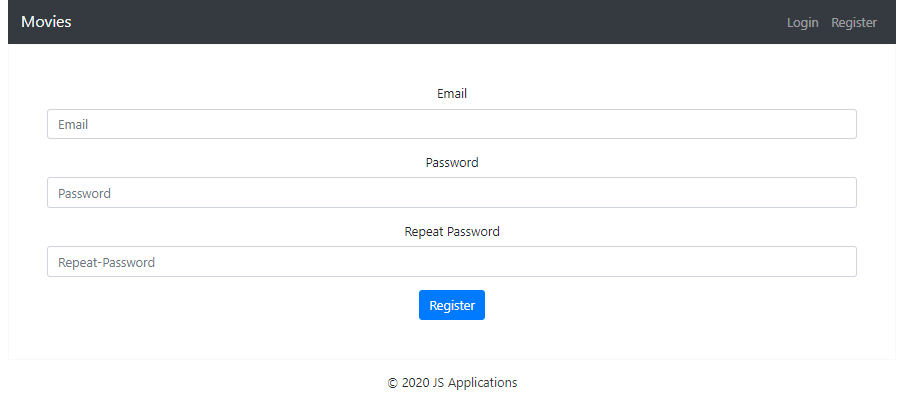 Movies Login Register
Email
Email
Password
Password
Repeat Password
Repeat-Password
Register
© 2020 JS Applications